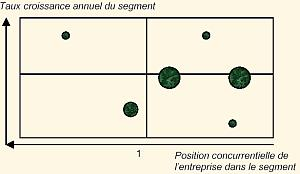 Taux croissance annuel du segment
1
Position concurrentielle de
l'entreprise dans le segment